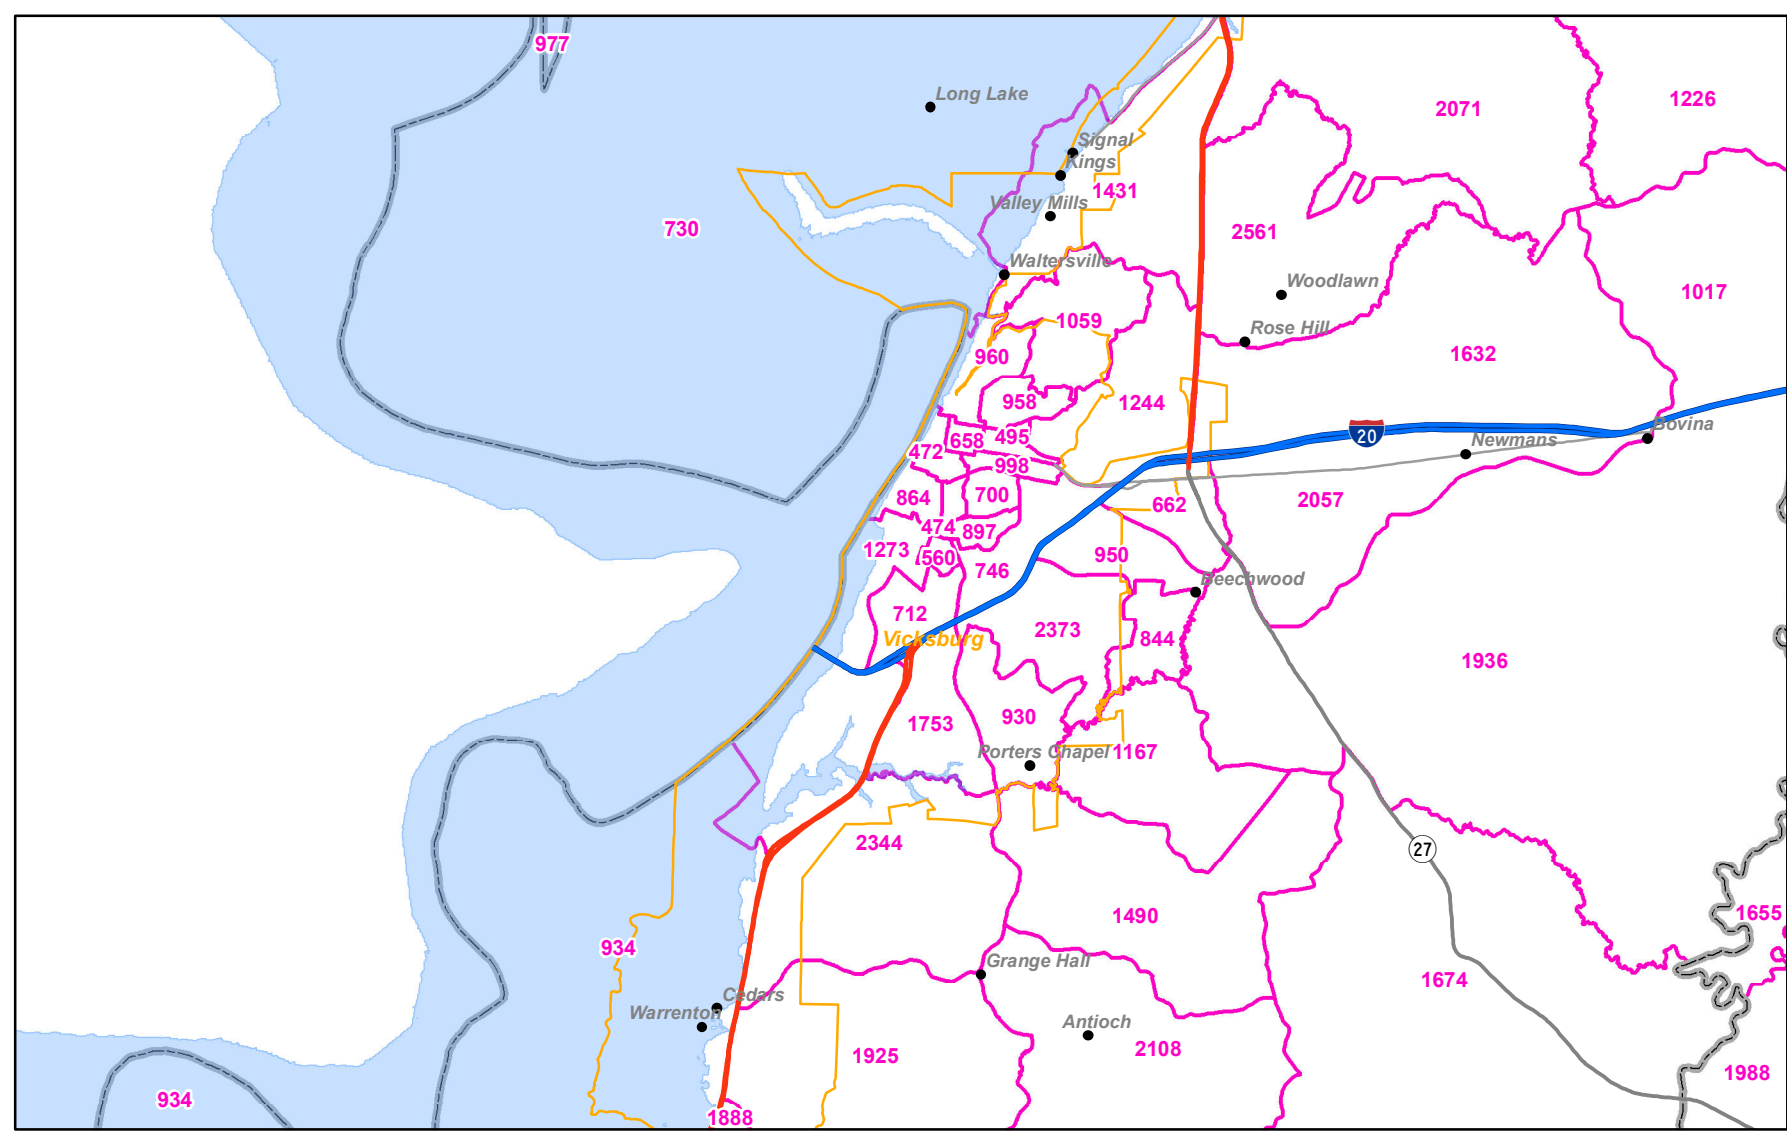 977
Long Lake
2071
1226
Signal
Kings
1431
Valley Mills
730
2561
Waltersville
Woodlawn
1017
1059
Rose Hill
960
1632
958
1244
Bovina
658
495
20
Newmans
472
998
864
700
662
2057
474
897
1273
560
950
746
Beechwood
712
2373
844
Vicksburg
1936
930
1753
Porters Chapel
1167
2344
27
1490
1655
934
Grange Hall
1674
Cedars
Warrenton
Antioch
2108
1925
1988
934
1888